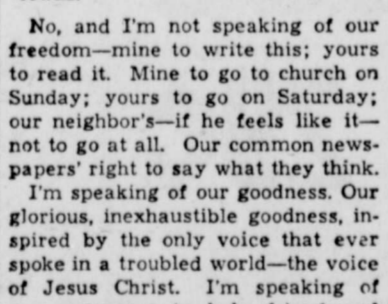 No, and I'm not speaking of our
freedom—mine to write this; yours
to read it. Mine to go to church on
Sunday; yours to go on Saturday;
our neighbor's—if he feels like it—
not to go at all. Our common news-
papers' right to say what they think.
I'm speaking of our goodness. Our
glorious, inexhaustible goodness, in-
spired by the only voice that ever
spoke in a troubled world—the voice
of Jesus Christ. I'm speaking of